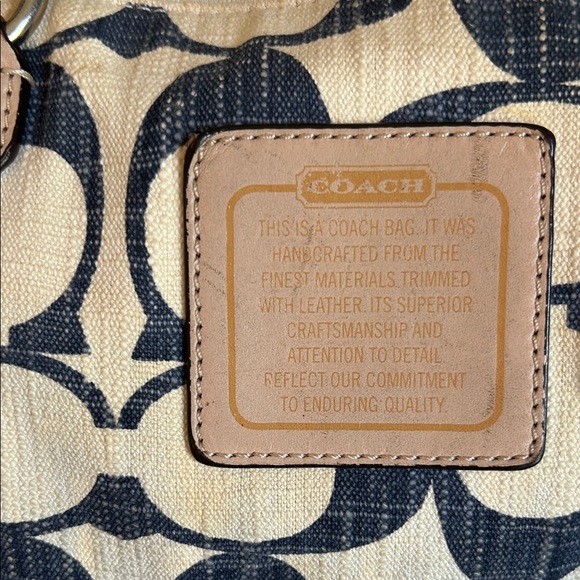 COACH
THIS IS A COACH BAG. IT WAS
HANDCRAFTED FROM THE
FINEST MATERIALS, TRIMMED
WITH LEATHER. ITS SUPERIOR
CRAFTSMANSHIP AND
ATTENTION TO DETAIL
REFLECT OUR COMMITMENT
TO ENDURING QUALITY.